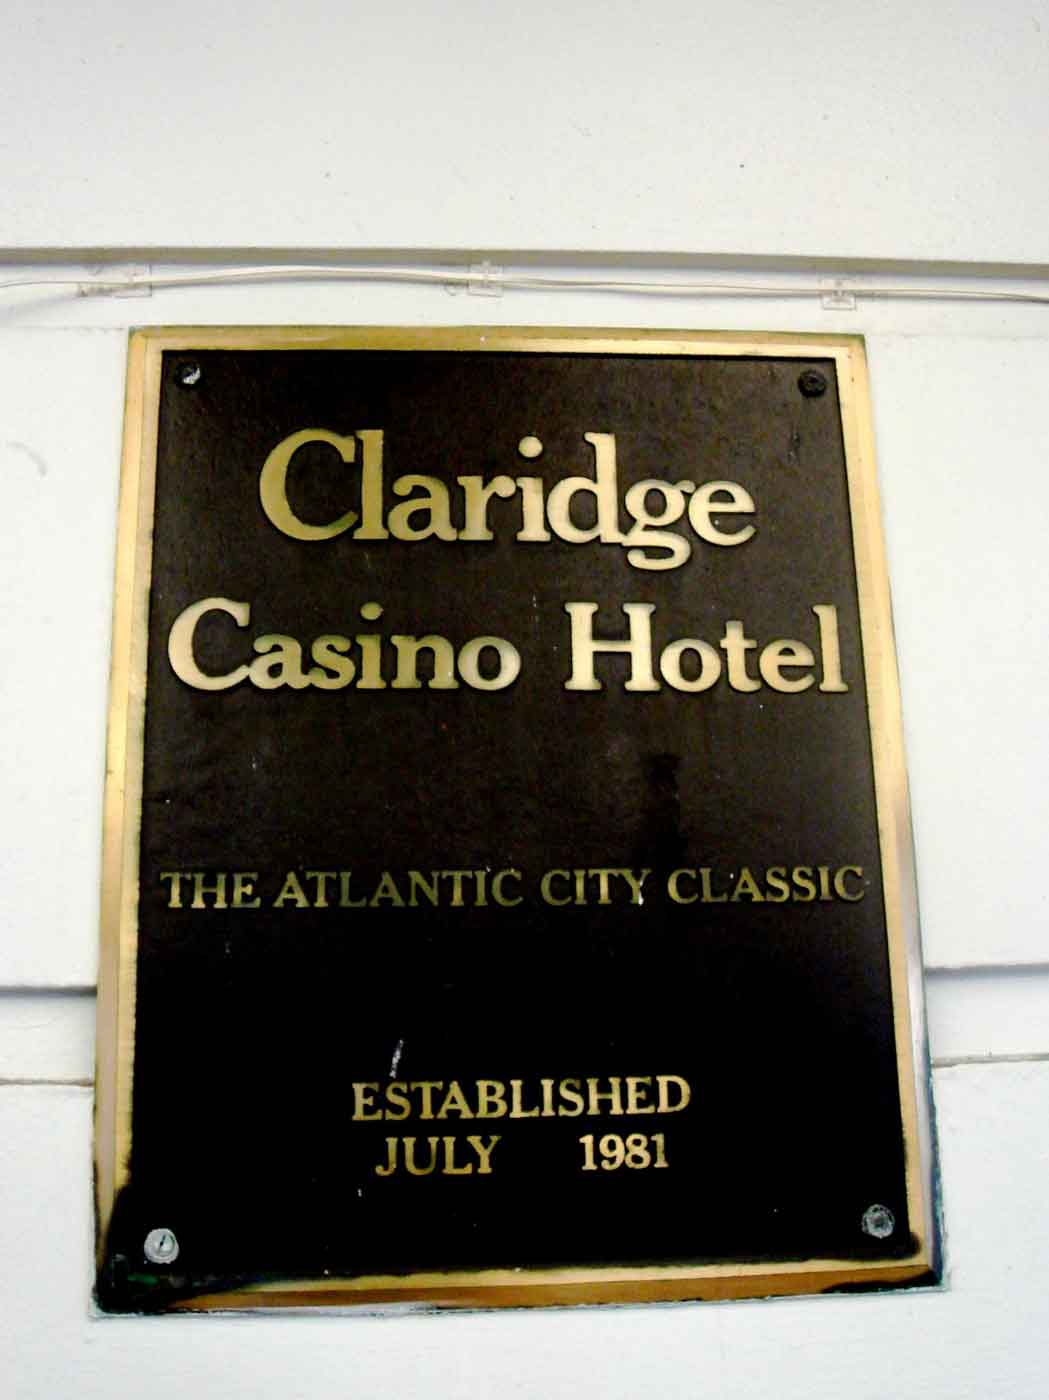 Claridge
Casino Hotel
THE ATLANTIC CITY CLASSIC
ESTABLISHED
JULY 1981